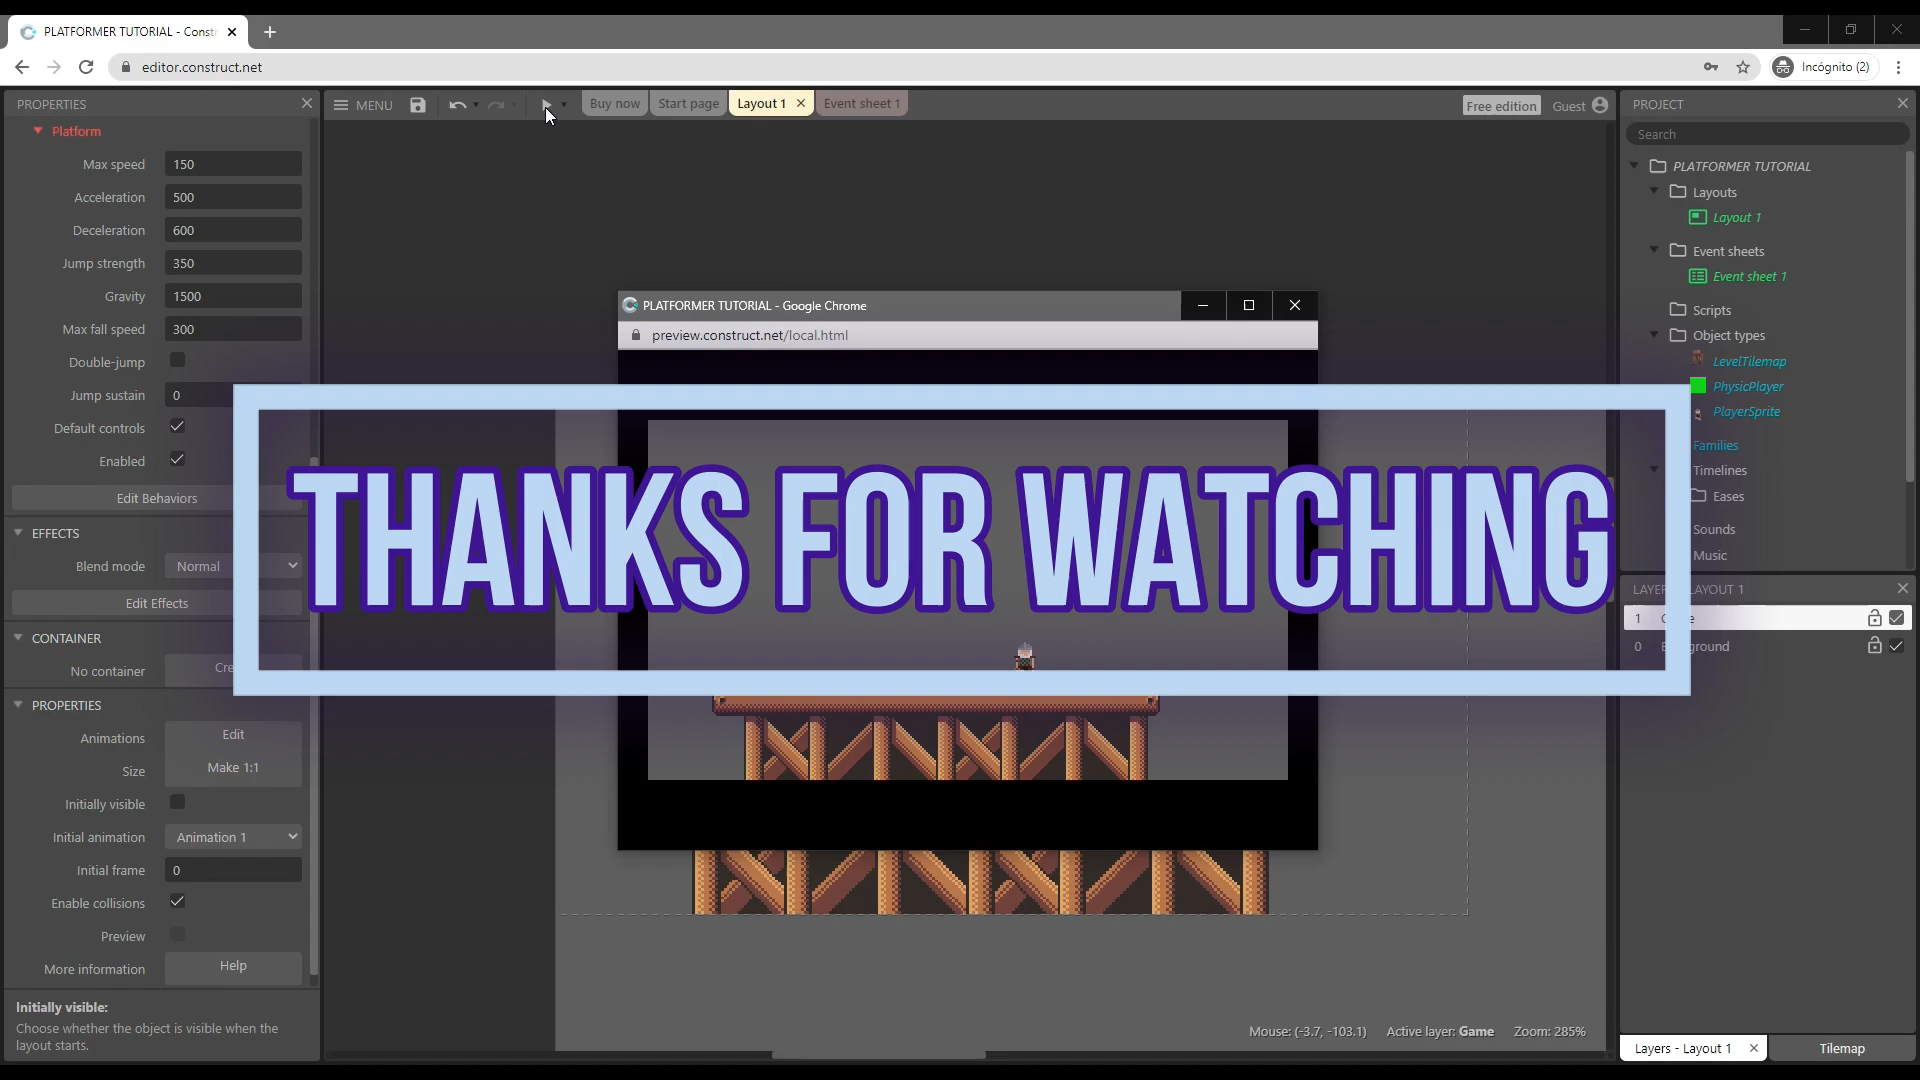 PLATFORMER TUTORIAL - Const
editor.construct.net
Incógnito (2)
PROPERTIES
MENU
Buy now
Start page
Layout 1
Event sheet 1
Free edition
Guest
PROJECT
Platform
Max speed 150
Acceleration 500
Deceleration 600
Jump strength 350
Gravity 1500
Max fall speed 300
Double-jump
Jump sustain 0
Default controls
Enabled
Edit Behaviors
EFFECTS
Blend mode Normal
Edit Effects
CONTAINER
No container
PROPERTIES
Animations Edit
Size Make 1:1
Initially visible
Initial animation Animation 1
Initial frame 0
Enable collisions
Preview
More information Help
Initially visible:
Choose whether the object is visible when the
layout starts.
PLATFORMER TUTORIAL - Google Chrome
preview.construct.net/local.html
THANKS FOR WATCHING
Mouse: (-3.7, -103.1) Active layer: Game Zoom: 285%
Search
PLATFORMER TUTORIAL
Layouts
Layout 1
Event sheets
Event sheet 1
Scripts
Object types
LevelTilemap
PhysicPlayer
PlayerSprite
Families
Timelines
Eases
Sounds
Music
LAYOUT 1
1
0
Layers - Layout 1
Tilemap